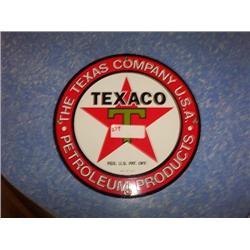 THE TEXAS COMPANY U.S.A.
TEXACO
T
REG. U.S. PAT. OFF.
• PETROLEUM PRODUCTS •